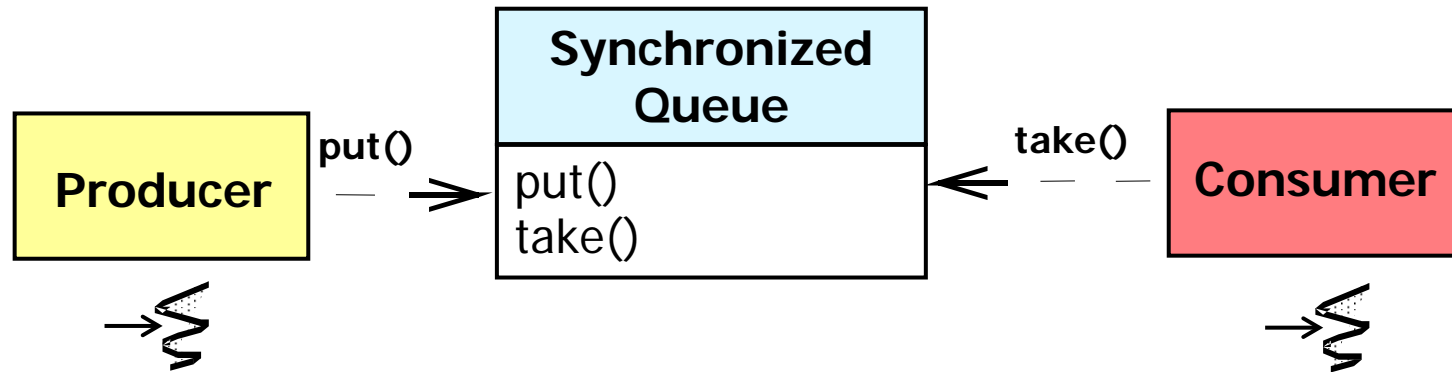 Producer
put()
Synchronized
Queue
put()
take()
take()
Consumer